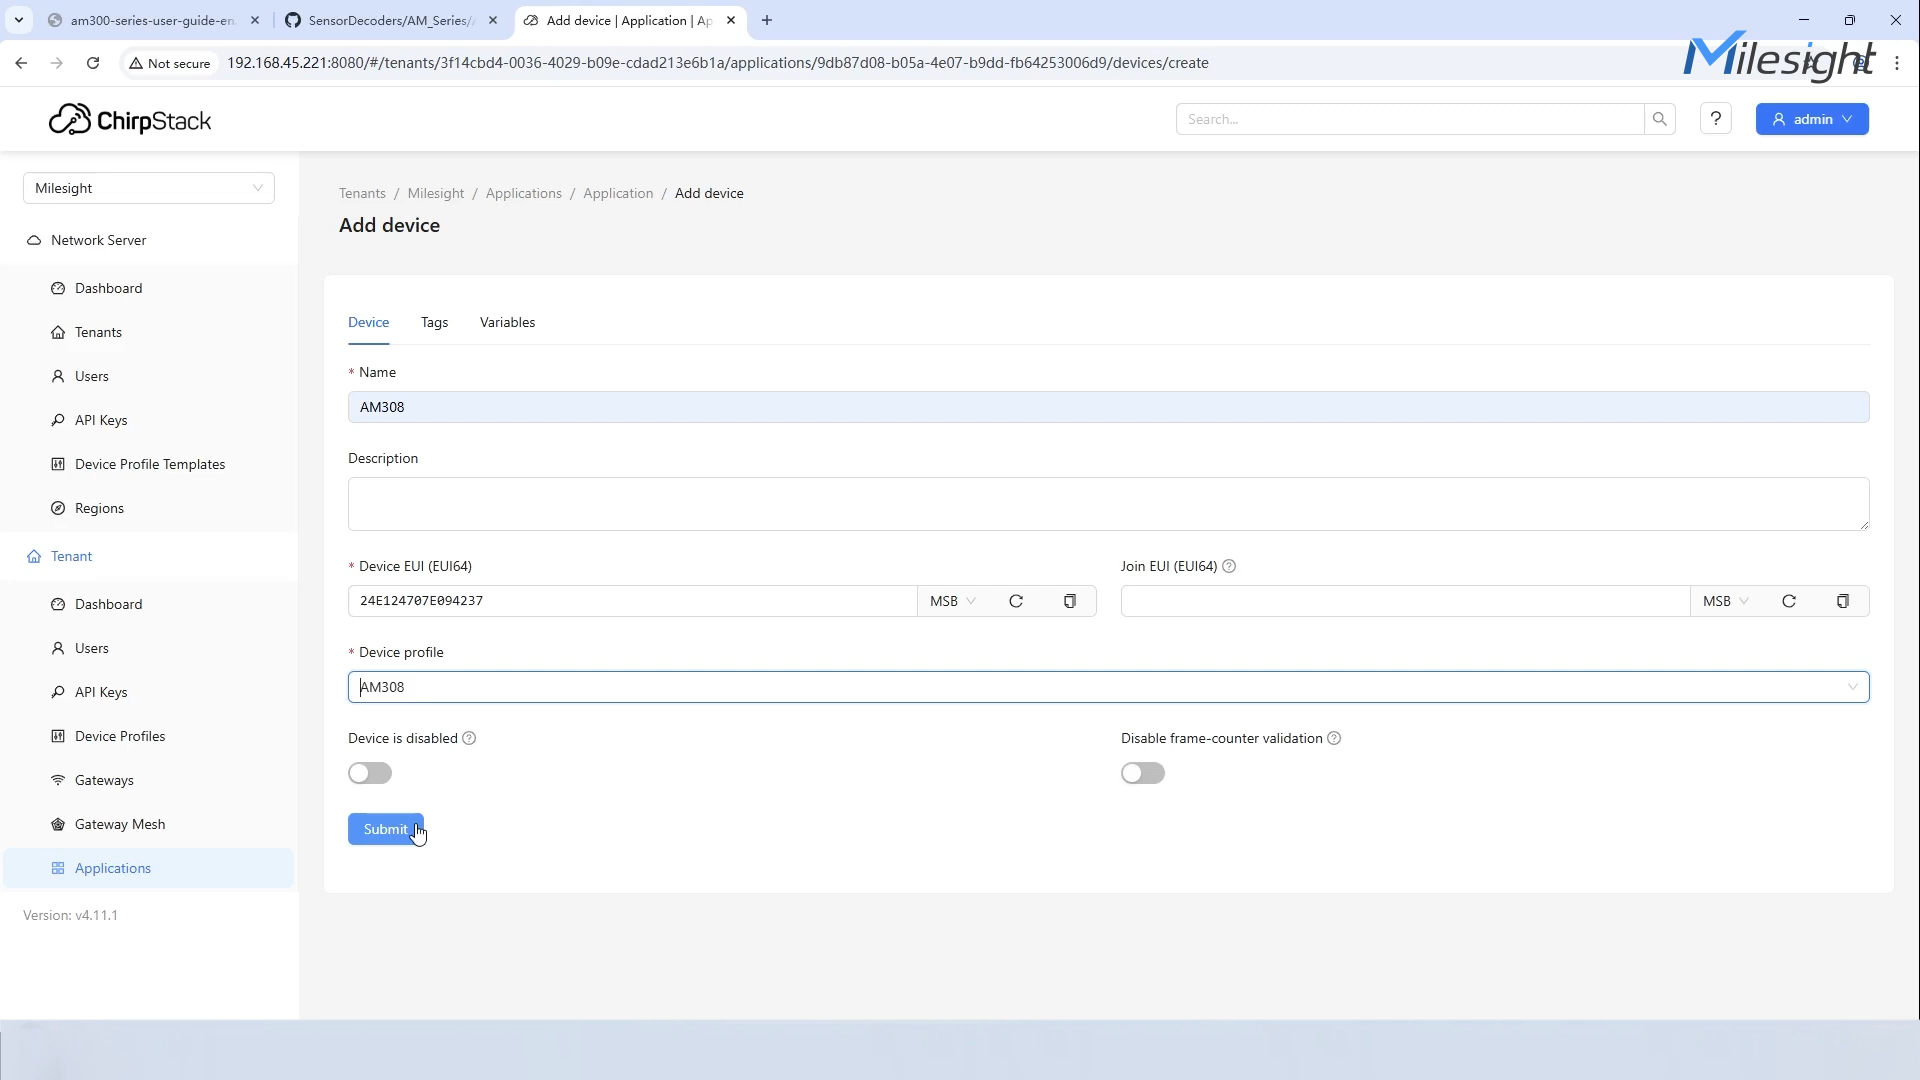 am300-series-user-guide-en
SensorDecoders/AM_Series/
Add device | Application | Ap
Not secure
192.168.45.221:8080/#/tenants/3f14cbd4-0036-4029-b09e-cdad213e6b1a/applications/9db87d08-b05a-4e07-b9dd-fb64253006d9/devices/create
Milesight
ChirpStack
Search...
?
admin
Milesight
Network Server
Dashboard
Tenants
Users
API Keys
Device Profile Templates
Regions
Tenant
Dashboard
Users
API Keys
Device Profiles
Gateways
Gateway Mesh
Applications
Version: v4.11.1
Tenants / Milesight / Applications / Application / Add device
Add device
Device Tags Variables
* Name
AM308
Description
* Device EUI (EUI64)
24E124707E094237 MSB
Join EUI (EUI64)
MSB
* Device profile
AM308
Device is disabled
Disable frame-counter validation
Submit